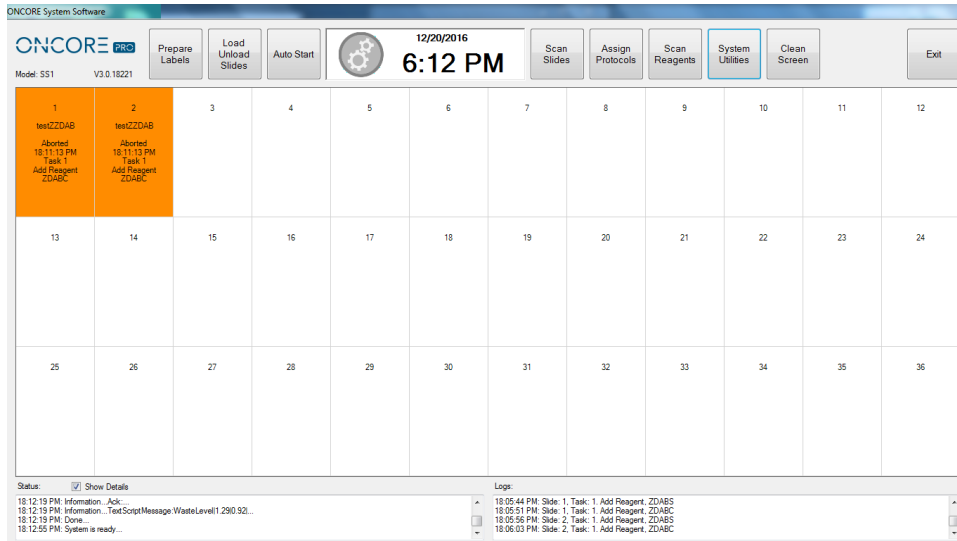 ONCORE System Software
ONCORE PRO
Model: SS1 V3.0.18221
Prepare
Labels
Load
Unload
Slides
Auto Start
12/20/2016
6:12 PM
Scan
Slides
Assign
Protocols
Scan
Reagents
System
Utilities
Clean
Screen
Exit
1
testZZDAB
Aborted
18:11:13 PM
Task 1
Add Reagent
ZDABC
2
testZZDAB
Aborted
18:11:13 PM
Task 1
Add Reagent
ZDABC
3
4
5
6
7
8
9
10
11
12
13
14
15
16
17
18
19
20
21
22
23
24
25
26
27
28
29
30
31
32
33
34
35
36
Status: Show Details
18:12:19 PM: Information...Ack:...
18:12:19 PM: Information...TextScriptMessage:WasteLevel|1.29|0.92|...
18:12:19 PM: Done...
18:12:55 PM: System is ready...
Logs:
18:05:44 PM: Slide: 1, Task: 1. Add Reagent, ZDABS
18:05:51 PM: Slide: 1, Task: 1. Add Reagent, ZDABC
18:05:56 PM: Slide: 2, Task: 1. Add Reagent, ZDABS
18:06:03 PM: Slide: 2, Task: 1. Add Reagent, ZDABC